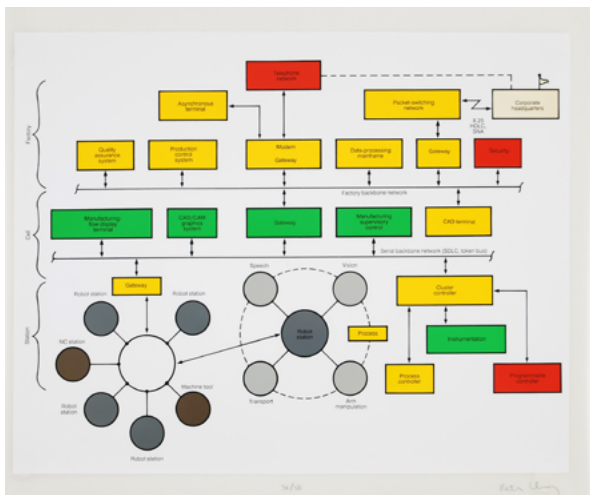 Telephone
network
Asynchronous
terminal
Packet-switching
network
Corporate
headquarters
X.25
HDLC,
SNA
Quality
assurance
system
Production
control
system
Modem
Gateway
Data-processing
mainframe
Gateway
Security
Factory
Factory backbone network
Manufacturing
flow display
terminal
CAD/CAM
graphics
system
Gateway
Manufacturing
supervisory
control
CAD terminal
Cell
Serial backbone network (SDLC, token bus)
Gateway
Speech
Vision
Cluster
controller
Robot station
Robot station
Station
Robot
station
Process
Instrumentation
NC station
Machine tool
Process
controller
Programmable
controller
Robot
station
Transport
Arm
manipulation
Robot station